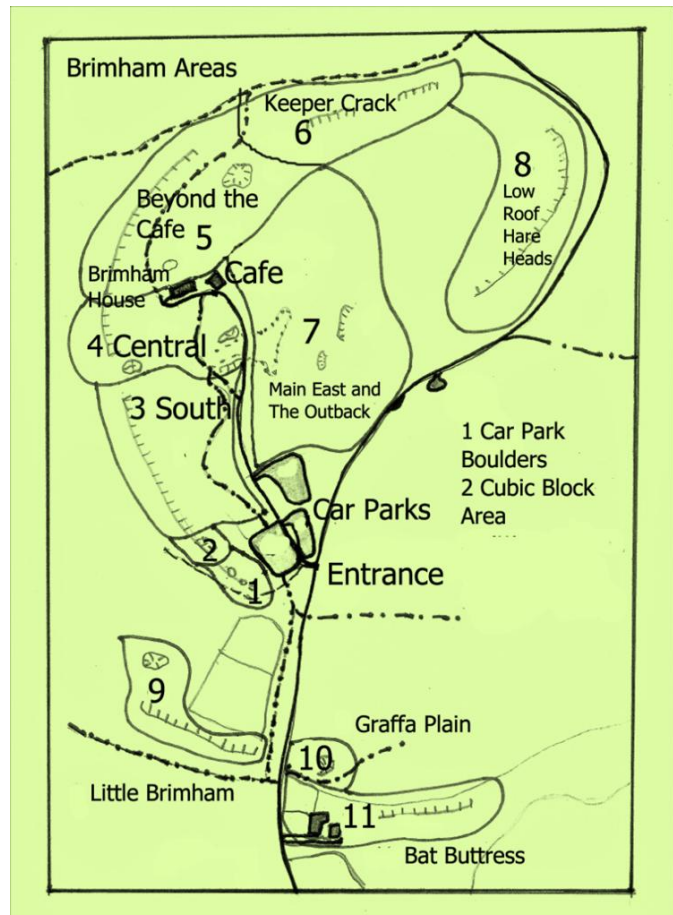 Brimham Areas
Keeper Crack
6
8
Low
Roof
Hare
Heads
Beyond the
Cafe
5
Brimham
House
Cafe
7
4 Central
Main East and
The Outback
3 South
1 Car Park
Boulders
2 Cubic Block
Area
Car Parks
2
1
Entrance
9
Graffa Plain
10
Little Brimham
11
Bat Buttress